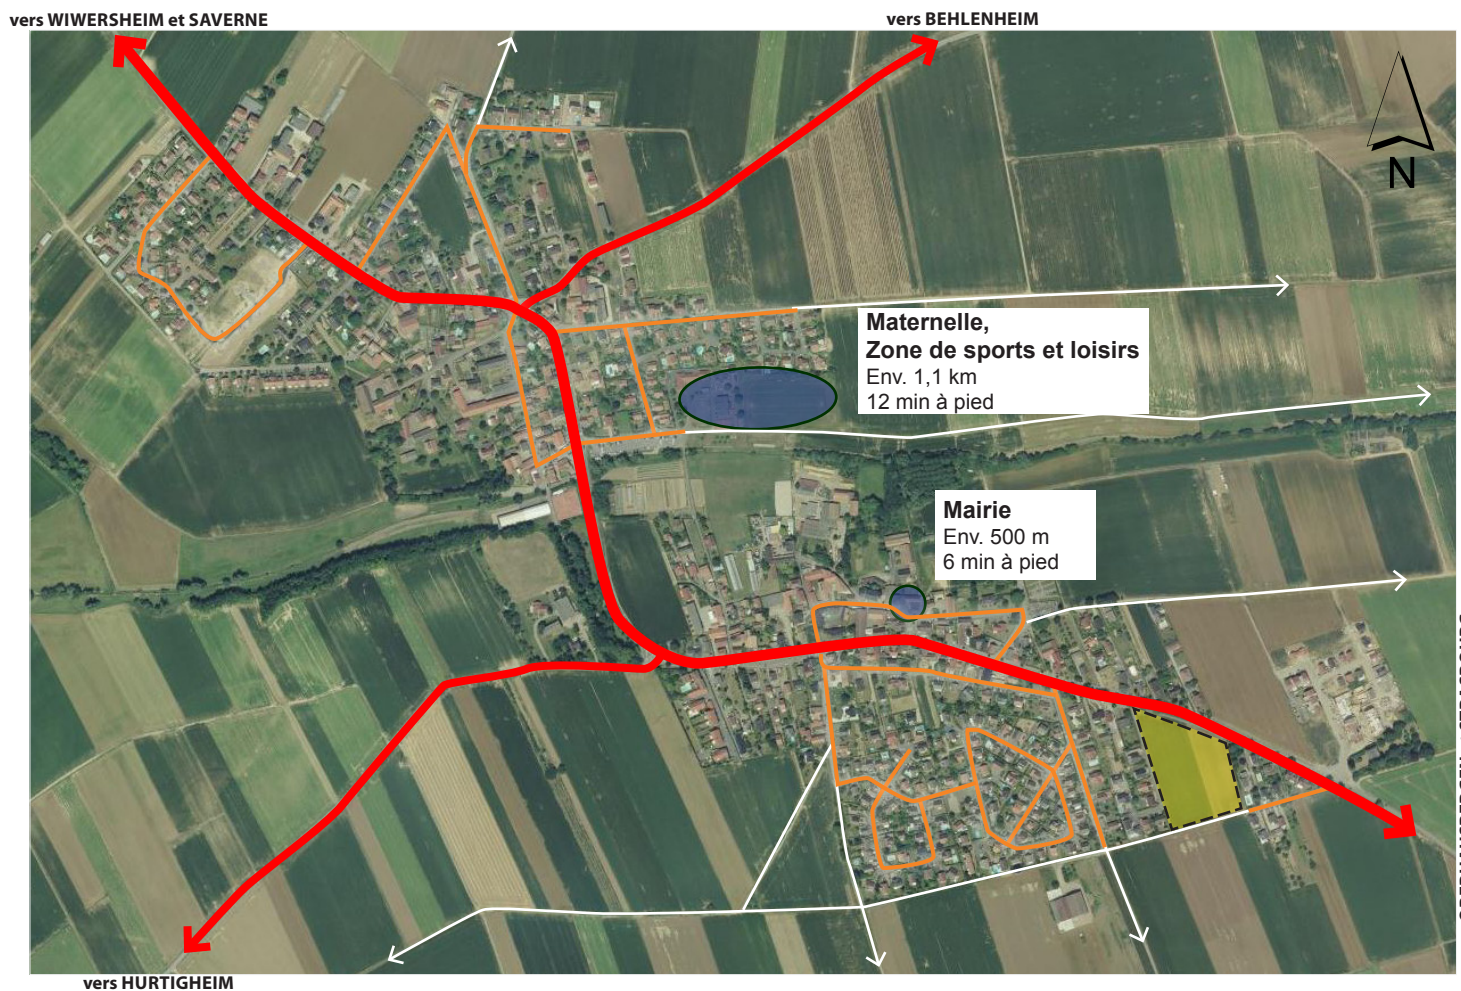 vers WIWERSHEIM et SAVERNE
vers BEHLENHEIM
N
Maternelle,
Zone de sports et loisirs
Env. 1,1 km
12 min à pied
Mairie
Env. 500 m
6 min à pied
vers HURTIGHEIM